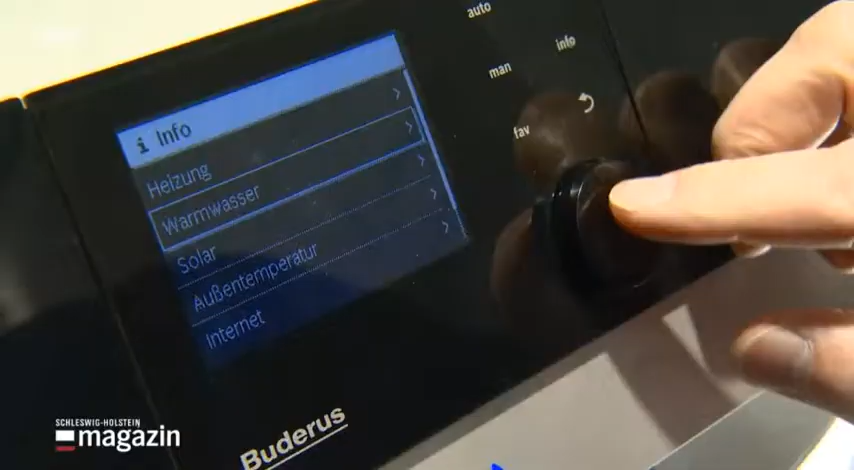 auto
info
man
fav
Info
Heizung
Warmwasser
Solar
Außentemperatur
Internet
Buderus
SCHLESWIG-HOLSTEIN
magazin